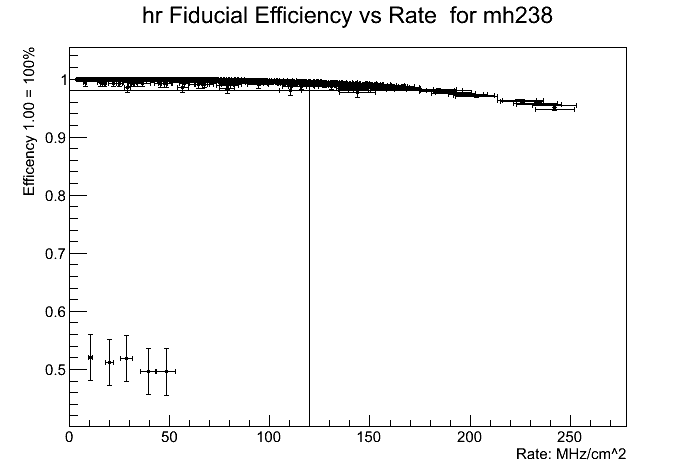 hr Fiducial Efficiency vs Rate for mh238
Efficency 1.00 = 100%
1
0.9
0.8
0.7
0.6
0.5
0 50 100 150 200 250
Rate: MHz/cm^2